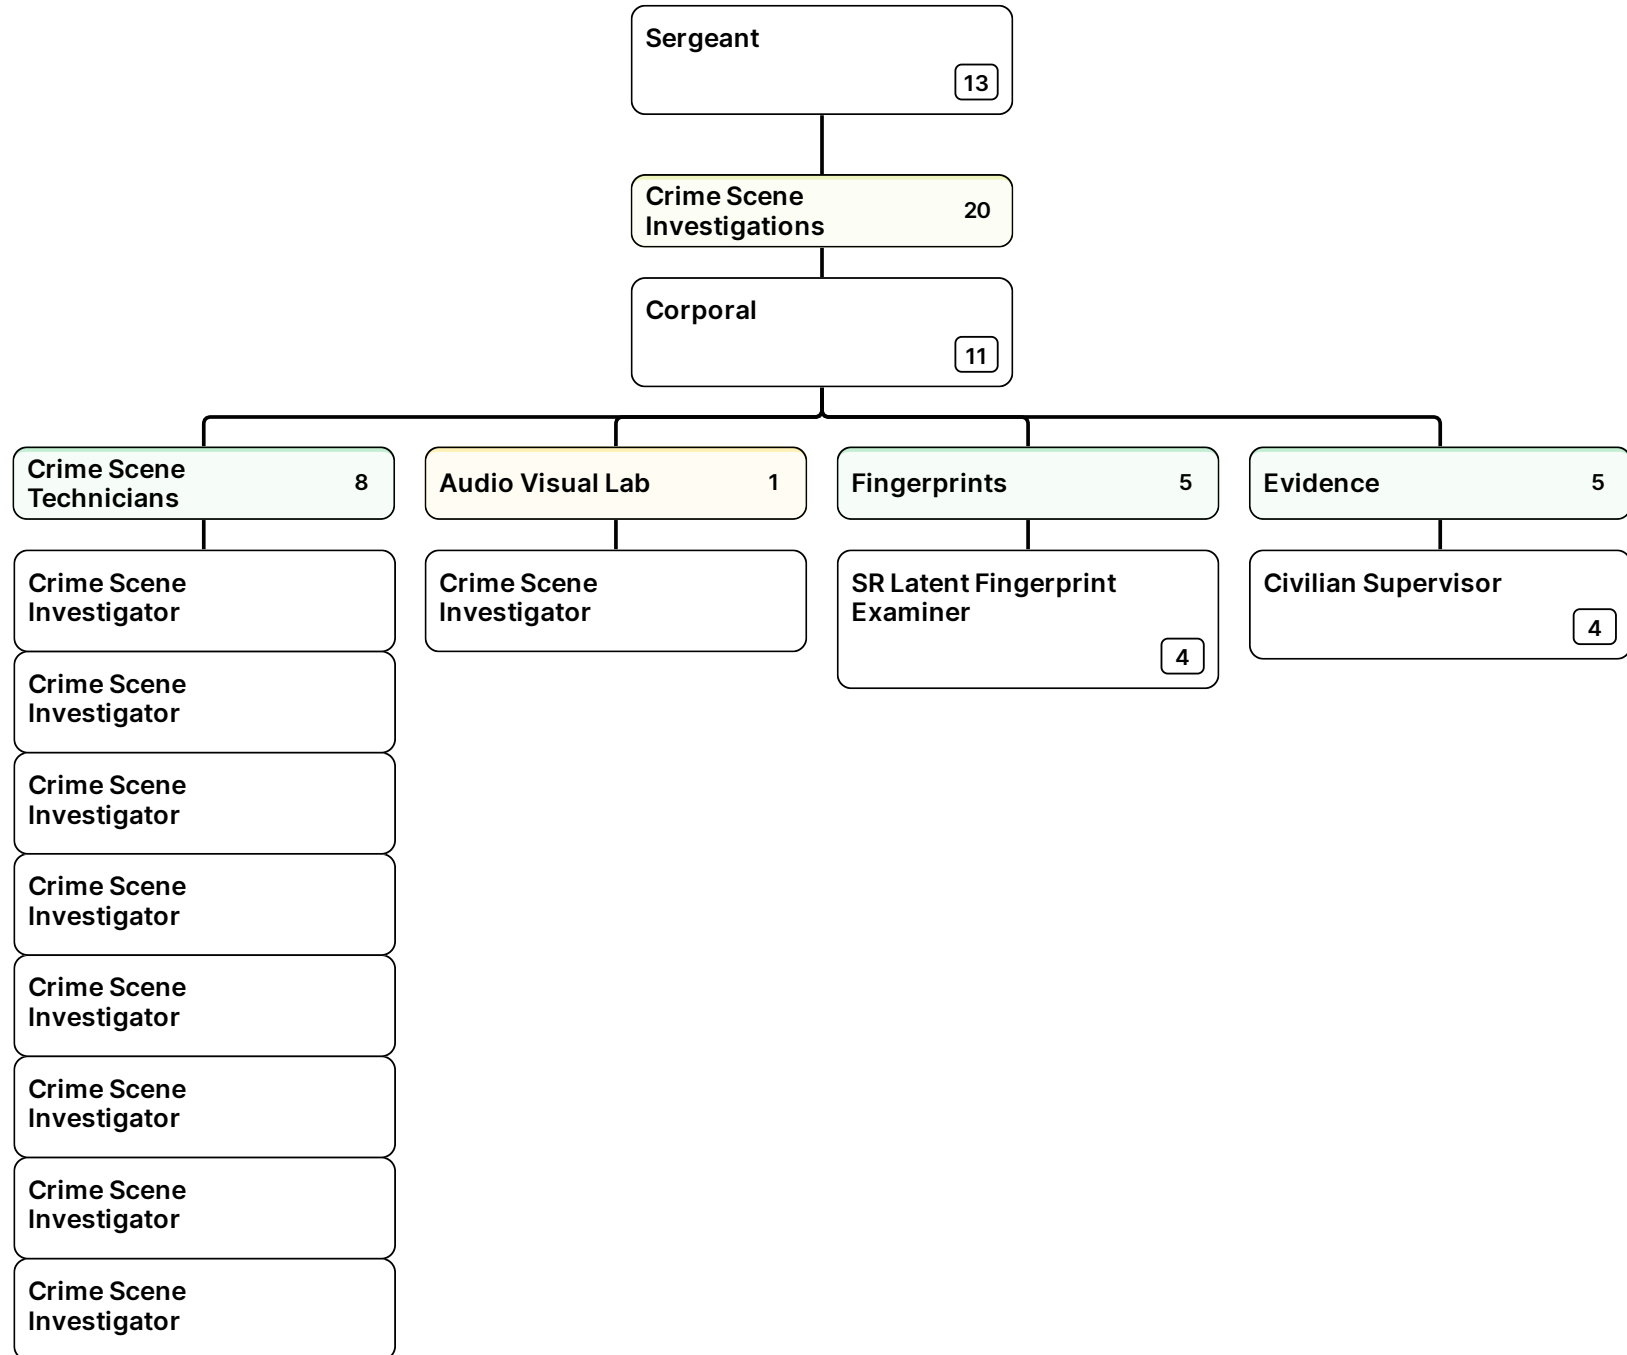 Sergeant
13
Crime Scene
Investigations
20
Corporal
11
Crime Scene
Technicians
8
Audio Visual Lab
1
Fingerprints
5
Evidence
5
Crime Scene
Investigator
Crime Scene
Investigator
SR Latent Fingerprint
Examiner
4
Civilian Supervisor
4
Crime Scene
Investigator
Crime Scene
Investigator
Crime Scene
Investigator
Crime Scene
Investigator
Crime Scene
Investigator
Crime Scene
Investigator
Crime Scene
Investigator